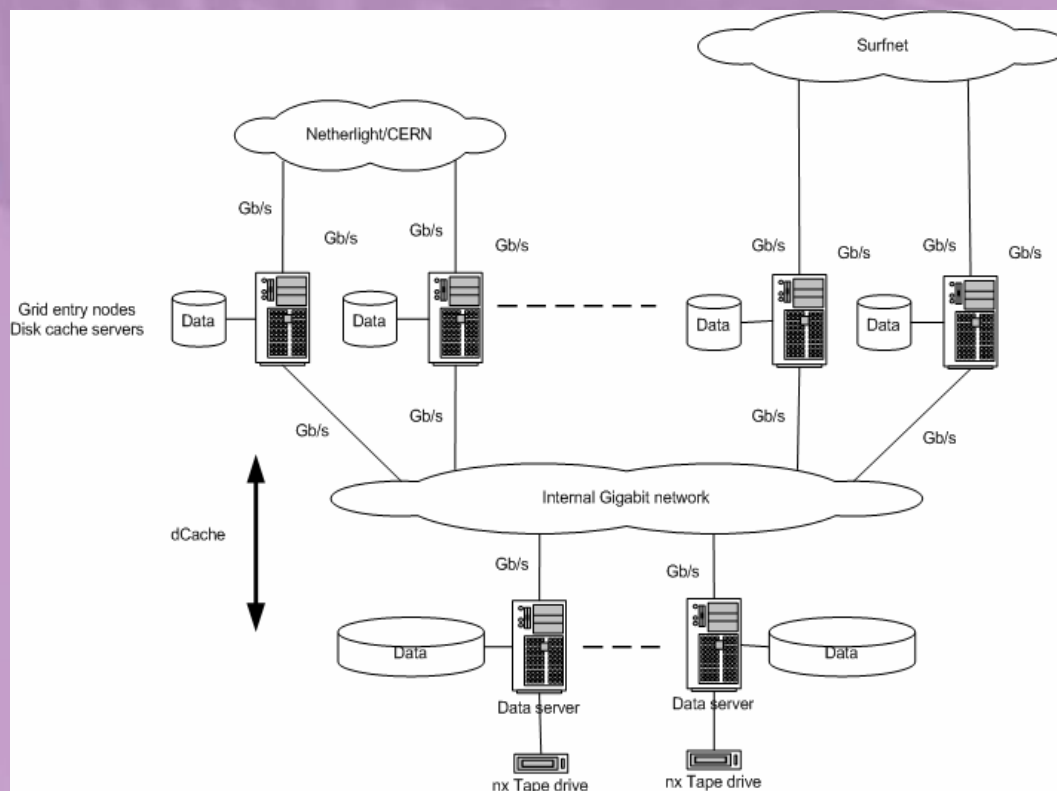 Surfnet
Netherlight/CERN
Gb/s
Gb/s
Gb/s
Gb/s
Gb/s
Gb/s
Gb/s
Gb/s
Grid entry nodes
Disk cache servers
Data
Data
Data
Data
Gb/s
Gb/s
Gb/s
Gb/s
Internal Gigabit network
dCache
Gb/s
Gb/s
Data
Data
Data server
Data server
nx Tape drive
nx Tape drive